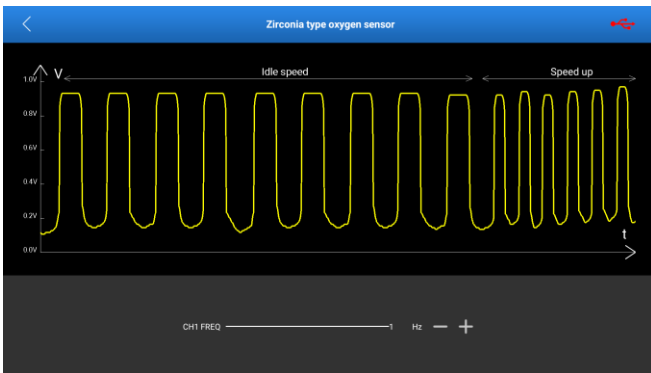 Zirconia type oxygen sensor
V
Idle speed
Speed up
1.0V
0.8V
0.6V
0.4V
0.2V
0.0V
t
CH1 FREQ 1 Hz